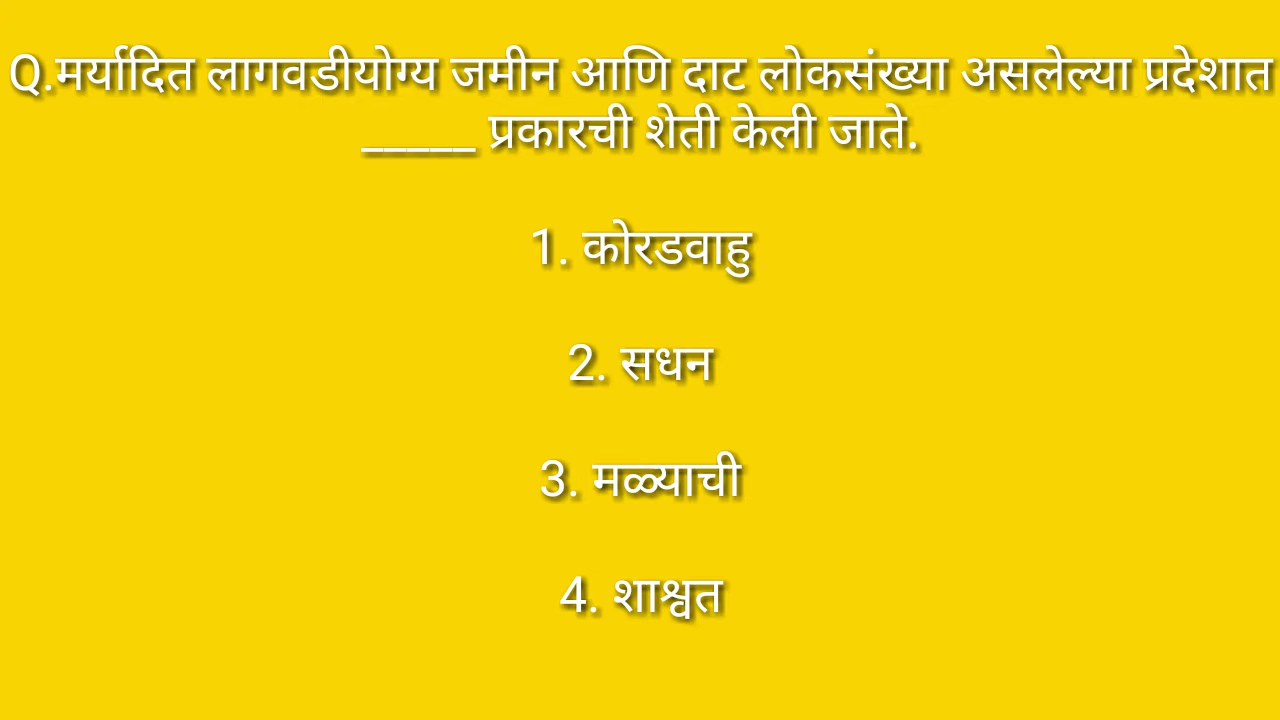 Q.मर्यादित लागवडीयोग्य जमीन आणि दाट लोकसंख्या असलेल्या प्रदेशात
_____ प्रकारची शेती केली जाते.
1. कोरडवाहु
2. सधन
3. मळ्याची
4. शाश्वत